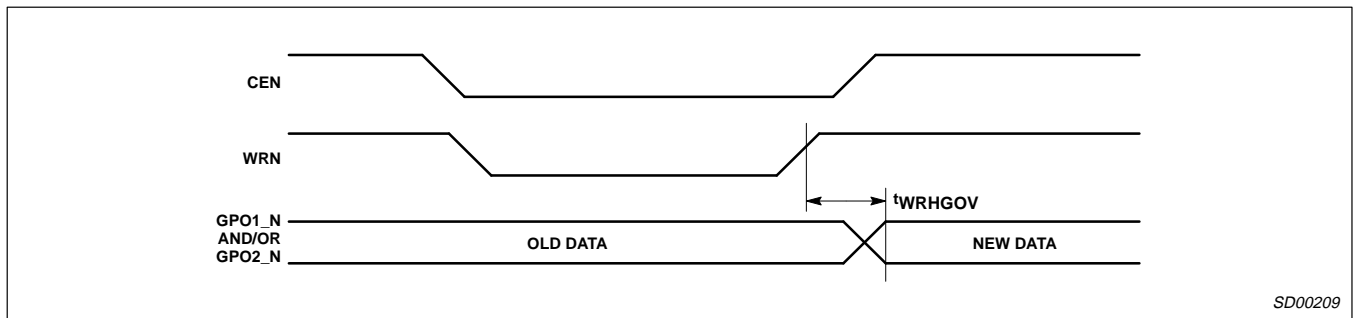 CEN
WRN
tWRHGOV
GPO1_N
AND/OR
GPO2_N
OLD DATA
NEW DATA
SD00209